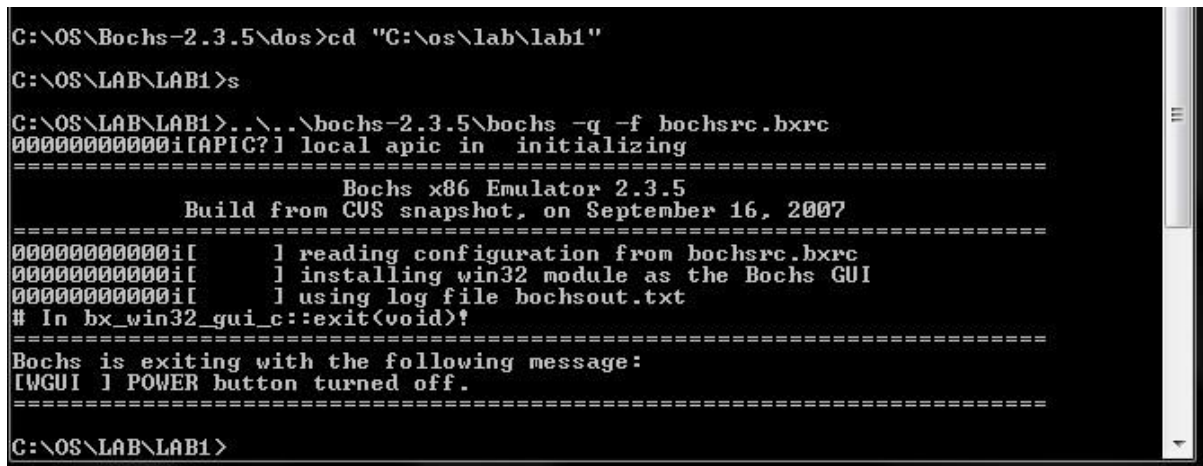 C:\OS\Bochs-2.3.5\dos>cd "C:\os\lab\lab1"
C:\OS\LAB\LAB1>s
C:\OS\LAB\LAB1>..\..\bochs-2.3.5\bochs -q -f bochsrc.bxrc
00000000000i[APIC?] local apic in  initializing
========================================================================
Bochs x86 Emulator 2.3.5
Build from CVS snapshot, on September 16, 2007
========================================================================
00000000000i[     ] reading configuration from bochsrc.bxrc
00000000000i[     ] installing win32 module as the Bochs GUI
00000000000i[     ] using log file bochsout.txt
# In bx_win32_gui_c::exit(void)!
========================================================================
Bochs is exiting with the following message:
[WGUI ] POWER button turned off.
========================================================================
C:\OS\LAB\LAB1>